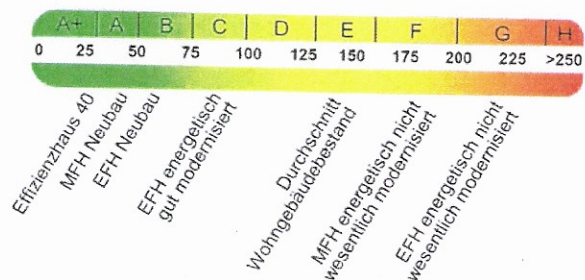 A+ A B C D E F G H
0 25 50 75 100 125 150 175 200 225 >250
Effizienzhaus 40
MFH Neubau
EFH Neubau
EFH energetisch
gut modernisiert
Durchschnitt
Wohngebäudebestand
MFH energetisch nicht
wesentlich modernisiert
EFH energetisch nicht
wesentlich modernisiert